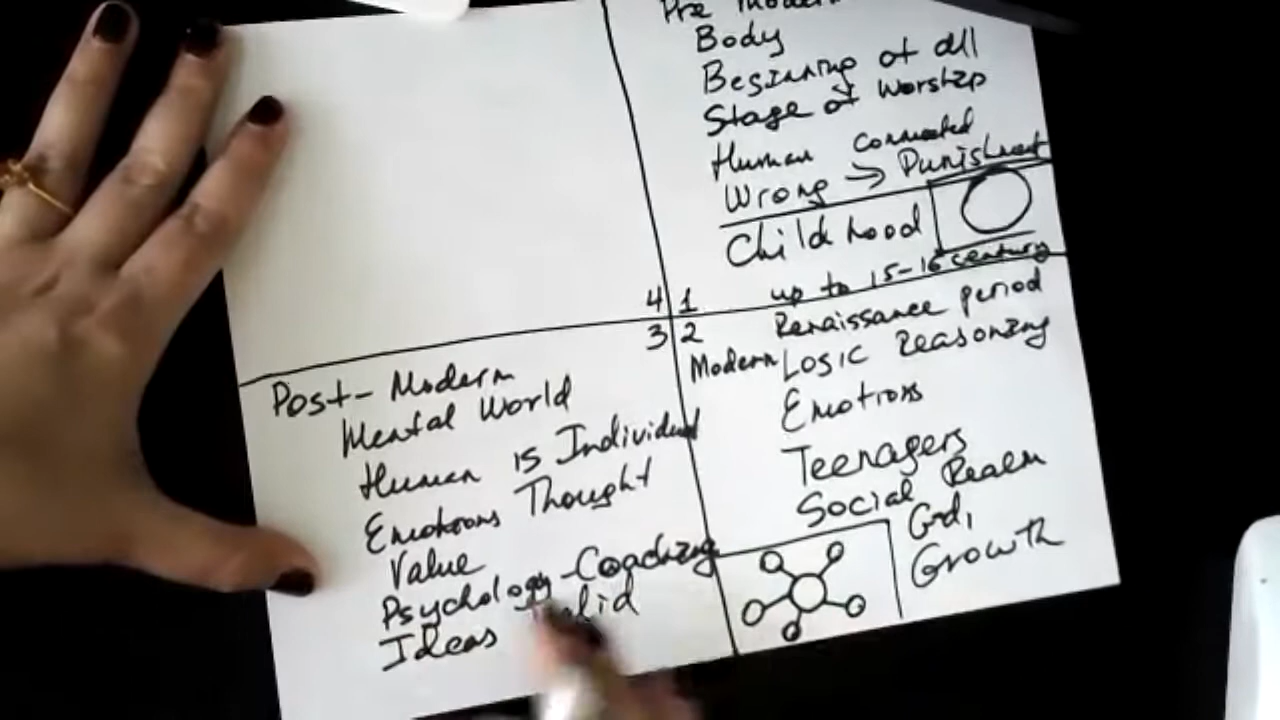 Pre Modern
Body
Beginning of all
Stage of Worship
Human connected
Wrong → Punishment
Childhood
up to 15-16 century
4 1
3 2
Renaissance period
Modern Logic Reasoning
Emotions
Teenagers
Social Realm
God,
Growth
Post-Modern
Mental World
Human is Individual
Emotions Thought
Value
Psychology-Coaching
Ideas